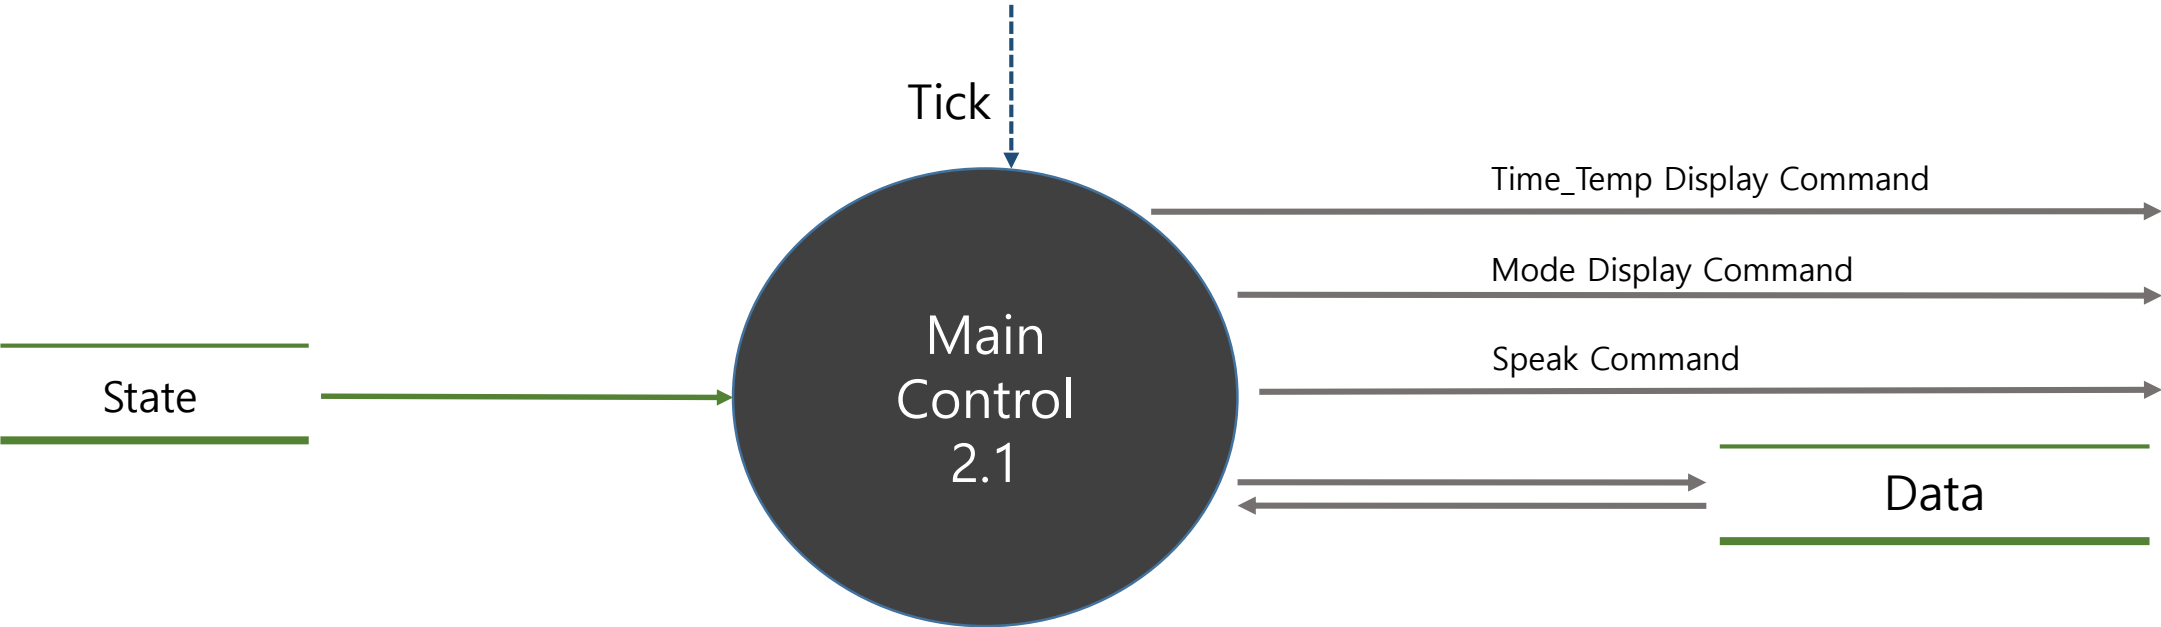 Tick
Time_Temp Display Command
Mode Display Command
Speak Command
State
Main
Control
2.1
Data